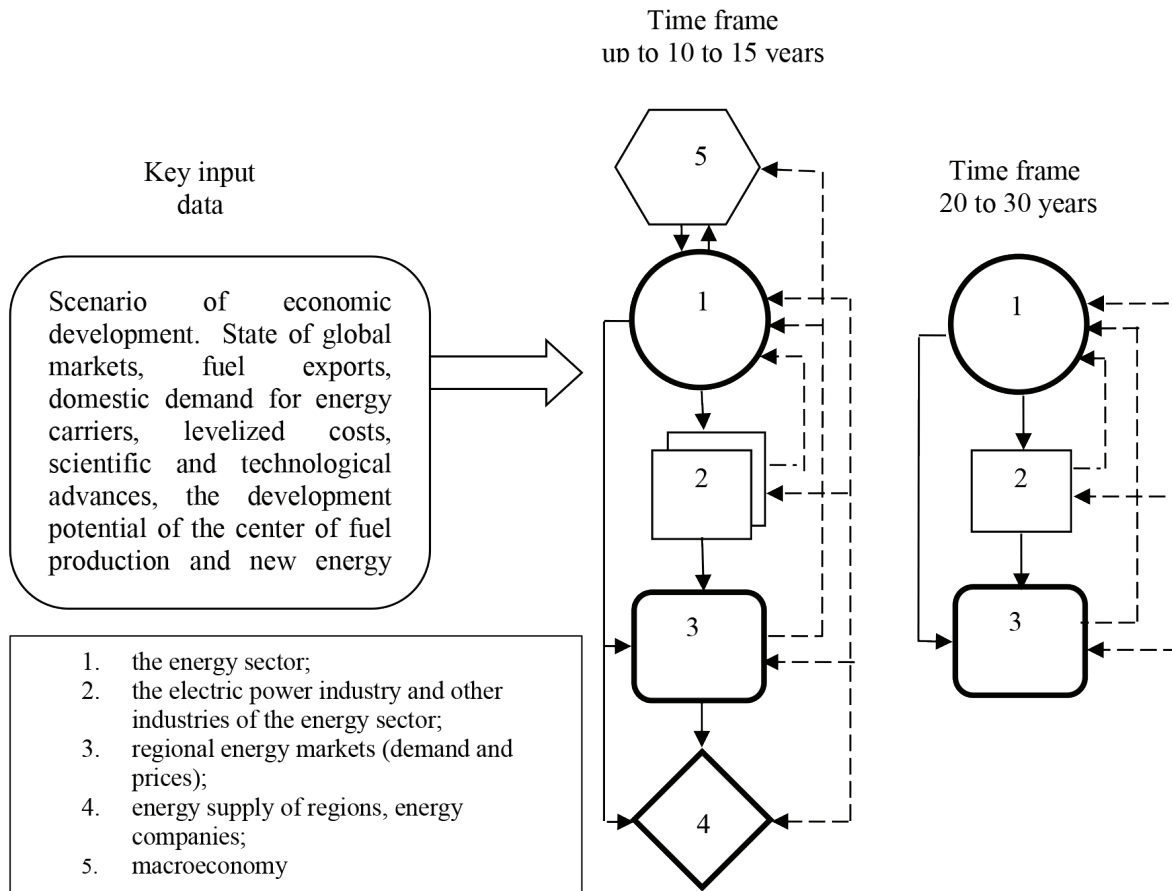 Time frame
up to 10 to 15 years
Key input
data
Time frame
20 to 30 years
Scenario of economic
development. State of global
markets, fuel exports,
domestic demand for energy
carriers, levelized costs,
scientific and technological
advances, the development
potential of the center of fuel
production and new energy
5
1
2
3
4
1
2
3
1. the energy sector;
2. the electric power industry and other
industries of the energy sector;
3. regional energy markets (demand and
prices);
4. energy supply of regions, energy
companies;
5. macroeconomy